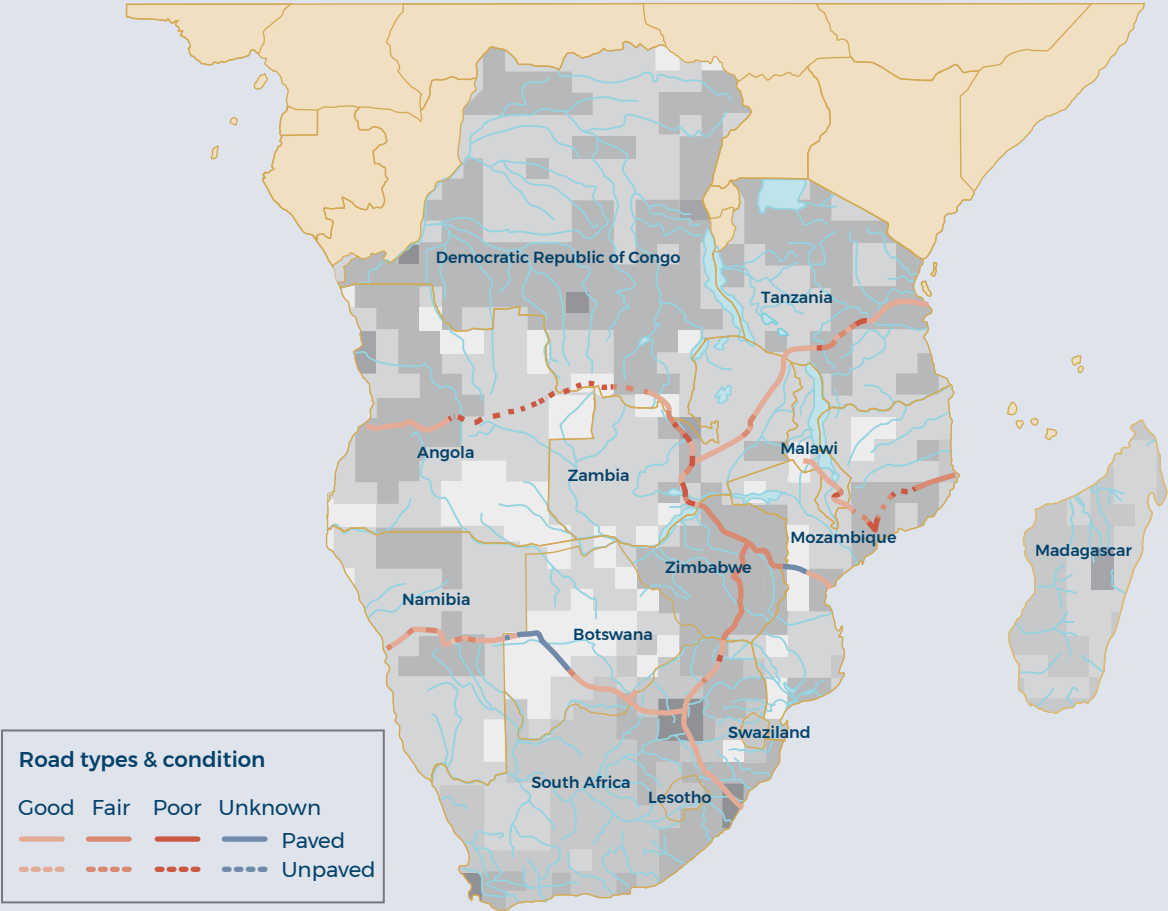 Democratic Republic of Congo
Tanzania
Angola
Zambia
Malawi
Mozambique
Madagascar
Zimbabwe
Namibia
Botswana
Swaziland
South Africa
Lesotho
Road types & condition
Good Fair Poor Unknown
Paved
Unpaved